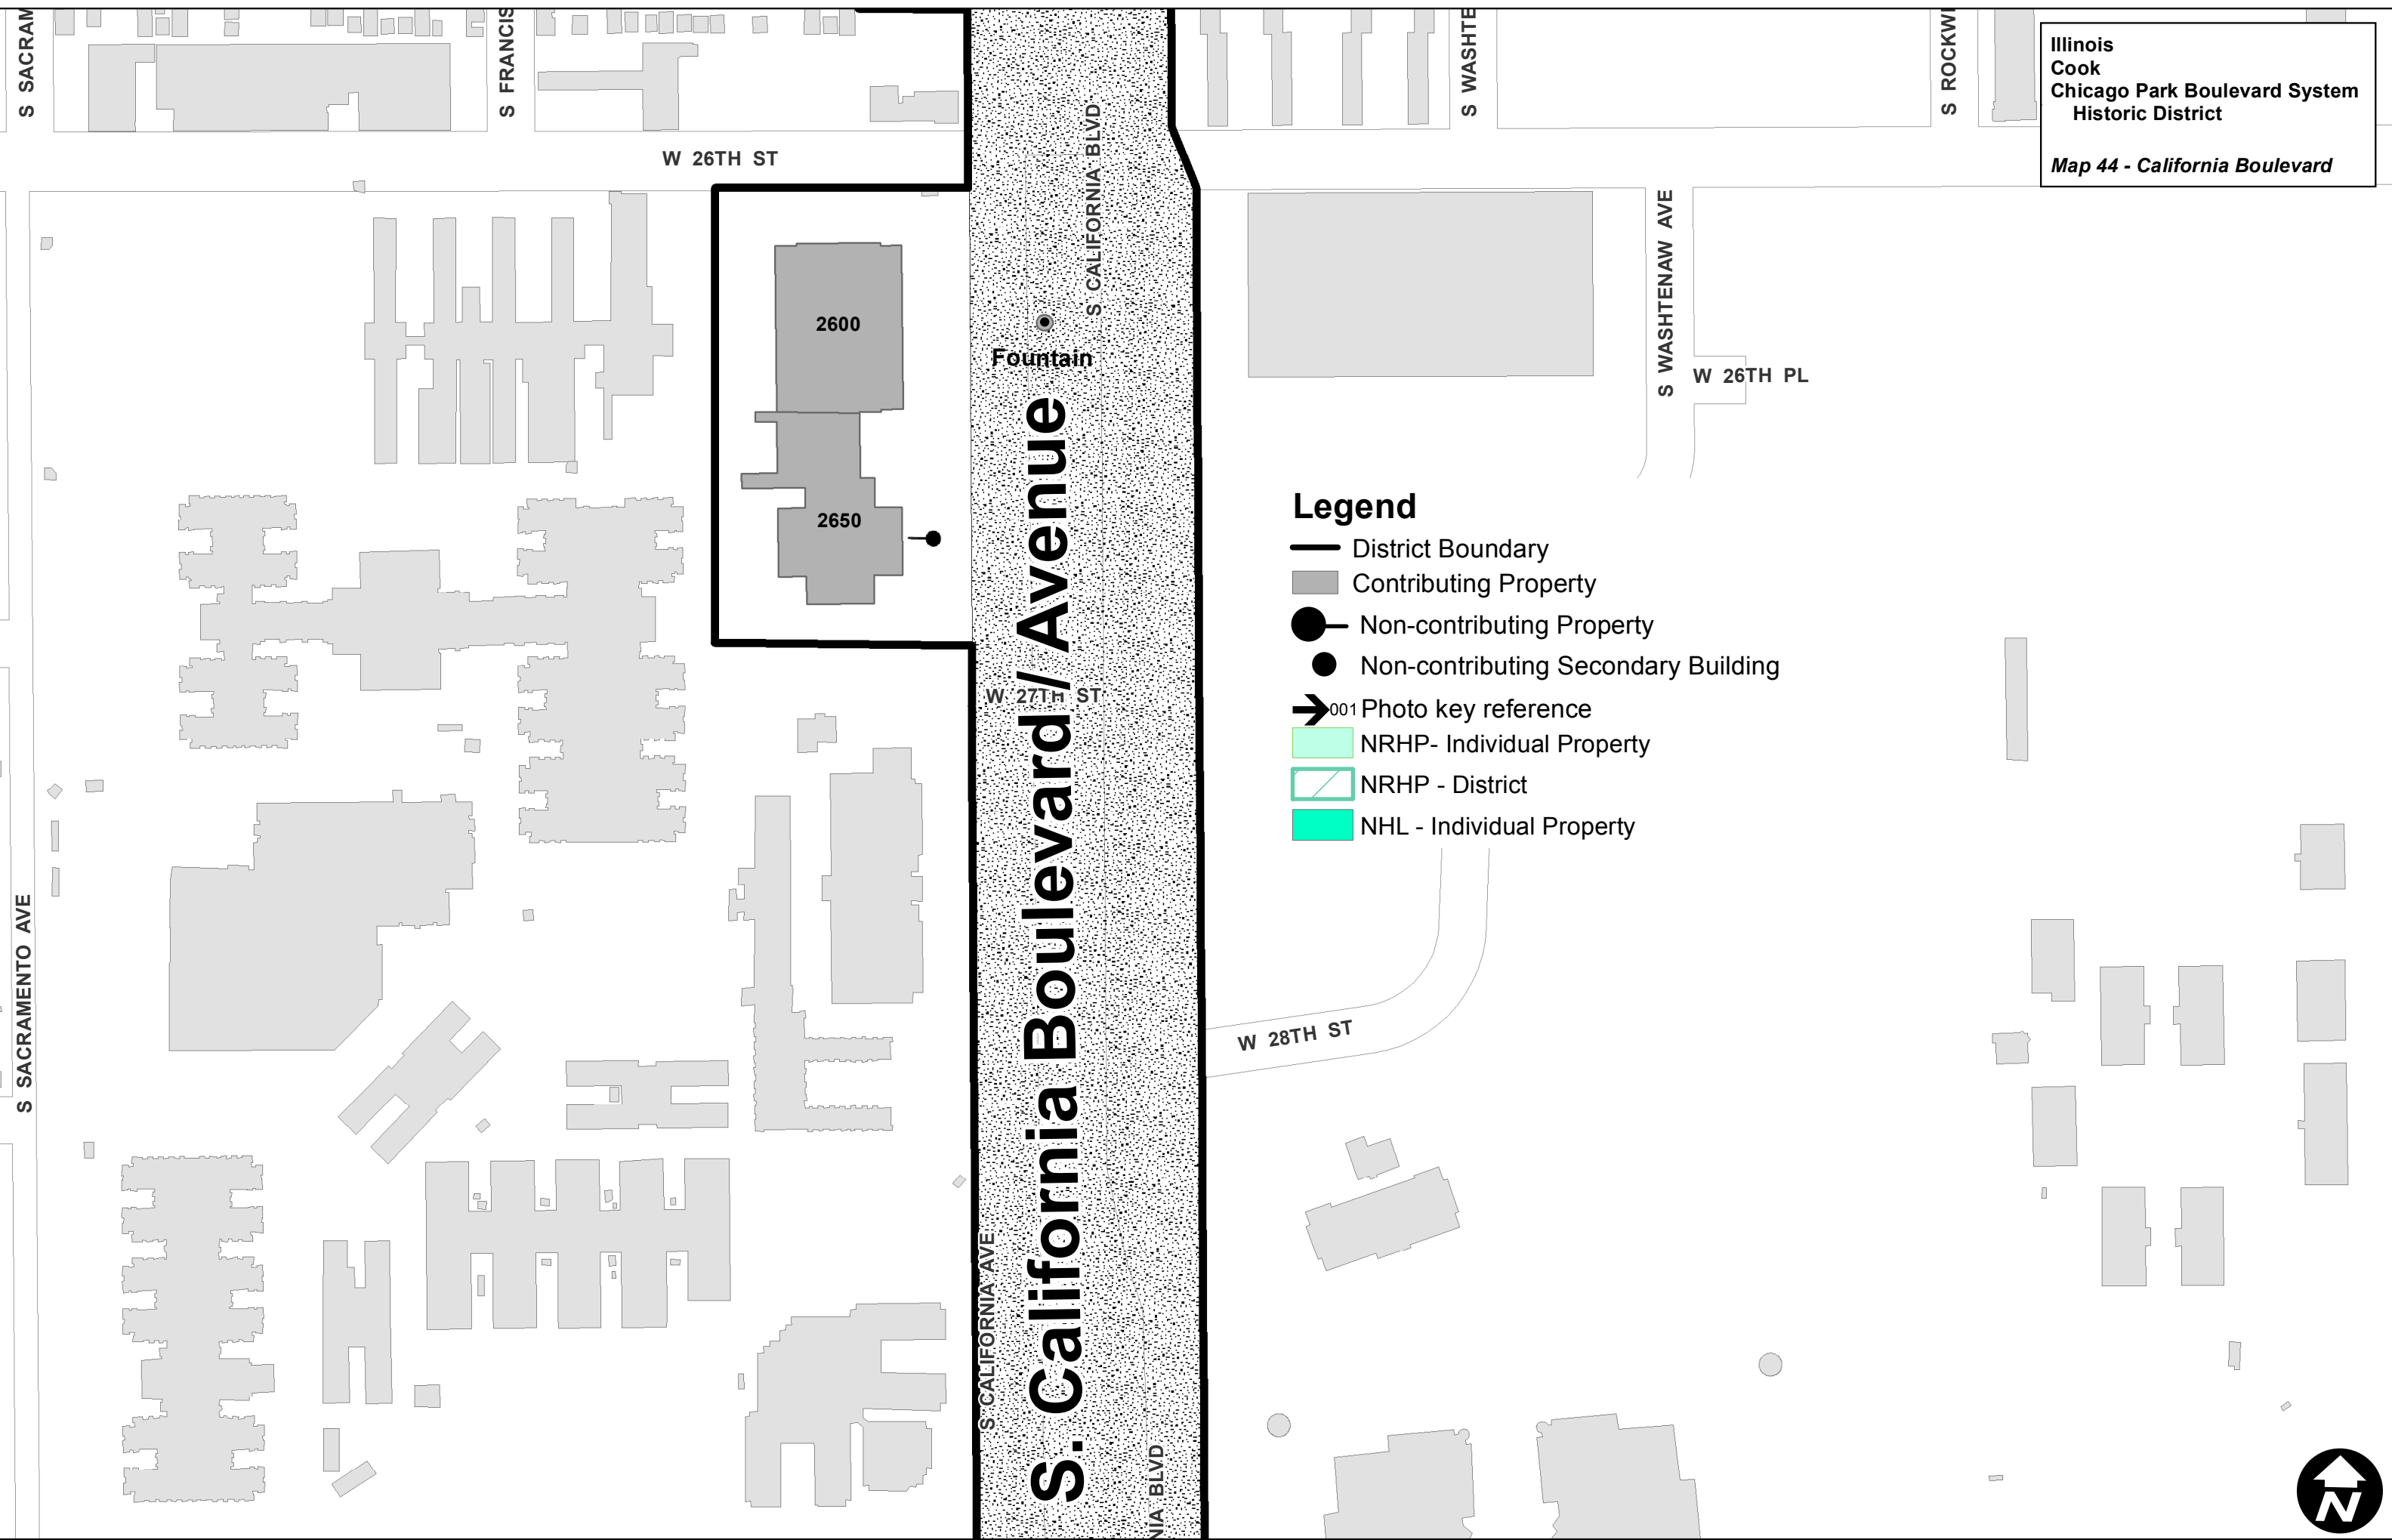 S SACRAM
S FRANCIS
S CALIFORNIA BLVD
S WASHTE
S ROCKWI
Illinois
Cook
Chicago Park Boulevard System
Historic District
Map 44 - California Boulevard
W 26TH ST
S WASHTENAW AVE
2600
Fountain
W 26TH PL
2650
S. California Boulevard / Avenue
Legend
District Boundary
Contributing Property
Non-contributing Property
Non-contributing Secondary Building
001 Photo key reference
NRHP- Individual Property
NRHP - District
NHL - Individual Property
W 27TH ST
S SACRAMENTO AVE
W 28TH ST
S CALIFORNIA AVE
NIA BLVD
N